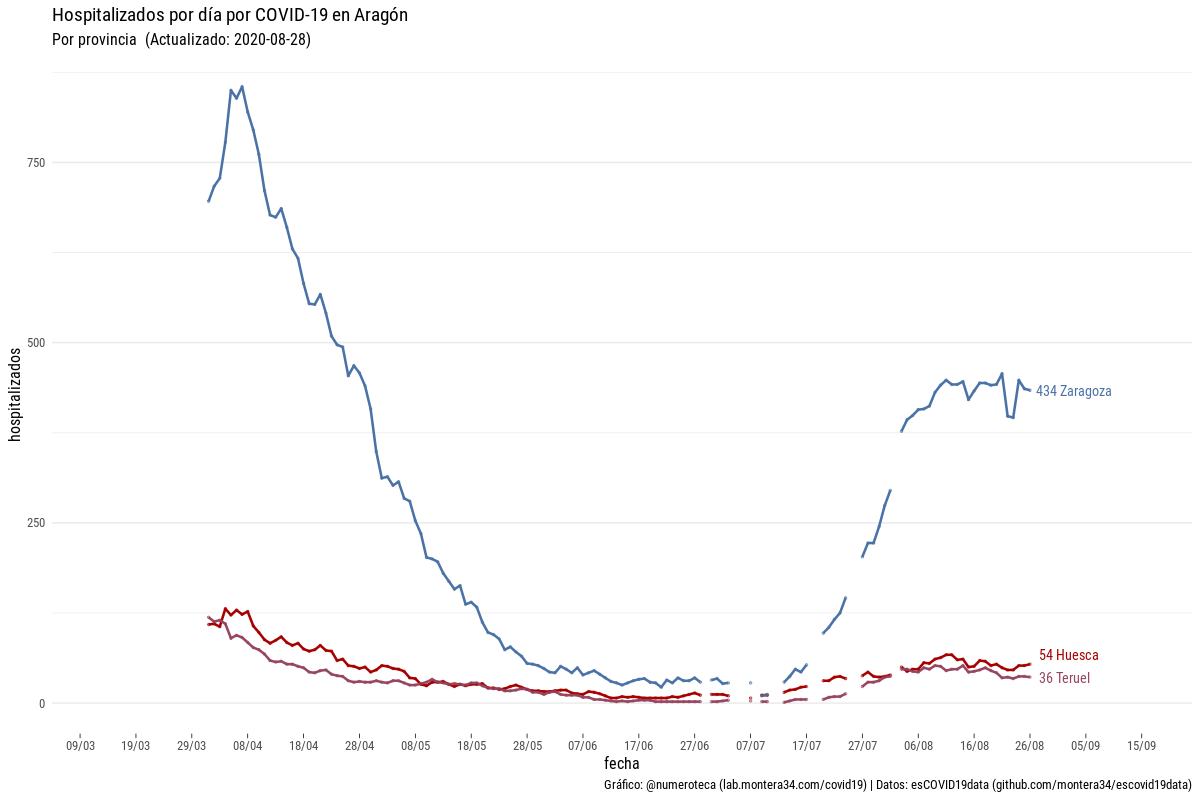 Hospitalizados por día por COVID-19 en Aragón
Por provincia (Actualizado: 2020-08-28)
hospitalizados
750
500
250
0
434 Zaragoza
54 Huesca
36 Teruel
09/03 19/03 29/03 08/04 18/04 28/04 08/05 18/05 28/05 07/06 17/06 27/06 07/07 17/07 27/07 06/08 16/08 26/08 05/09 15/09
fecha
Gráfico: @numeroteca (lab.montera34.com/covid19) | Datos: esCOVID19data (github.com/montera34/escovid19data)